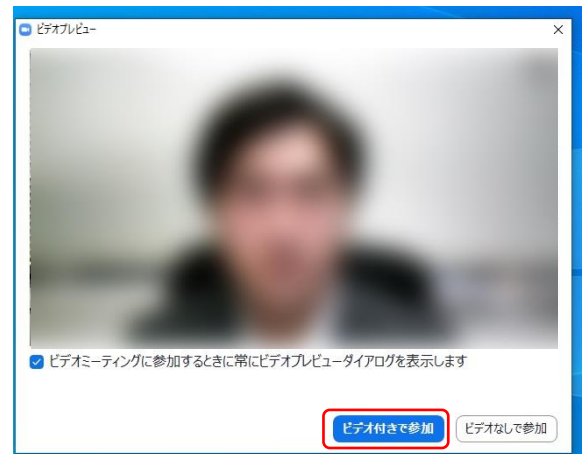 ビデオプレビュー
ビデオミーティングに参加するときに常にビデオプレビューダイアログを表示します
ビデオ付きで参加
ビデオなしで参加